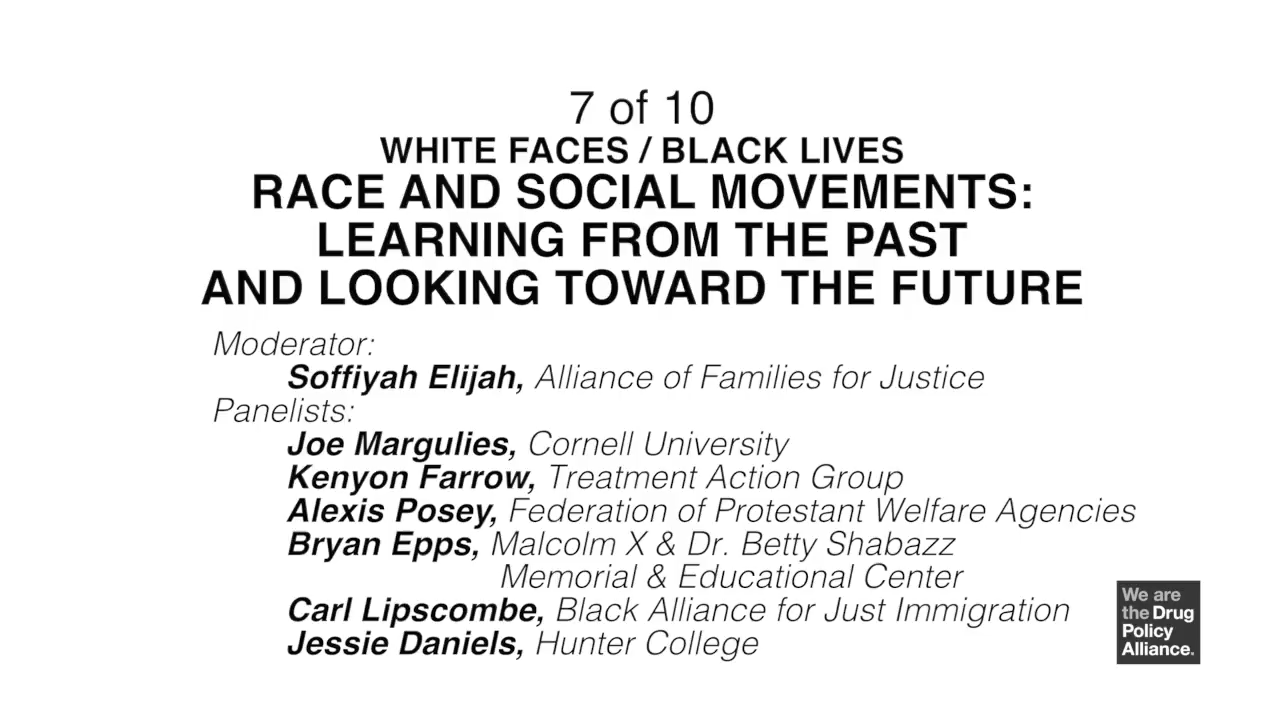 7 of 10
WHITE FACES / BLACK LIVES
RACE AND SOCIAL MOVEMENTS:
LEARNING FROM THE PAST
AND LOOKING TOWARD THE FUTURE
Moderator:
Soffiyah Elijah, Alliance of Families for Justice
Panelists:
Joe Margulies, Cornell University
Kenyon Farrow, Treatment Action Group
Alexis Posey, Federation of Protestant Welfare Agencies
Bryan Epps, Malcolm X & Dr. Betty Shabazz
Memorial & Educational Center
Carl Lipscombe, Black Alliance for Just Immigration
Jessie Daniels, Hunter College
We are
the Drug
Policy
Alliance.